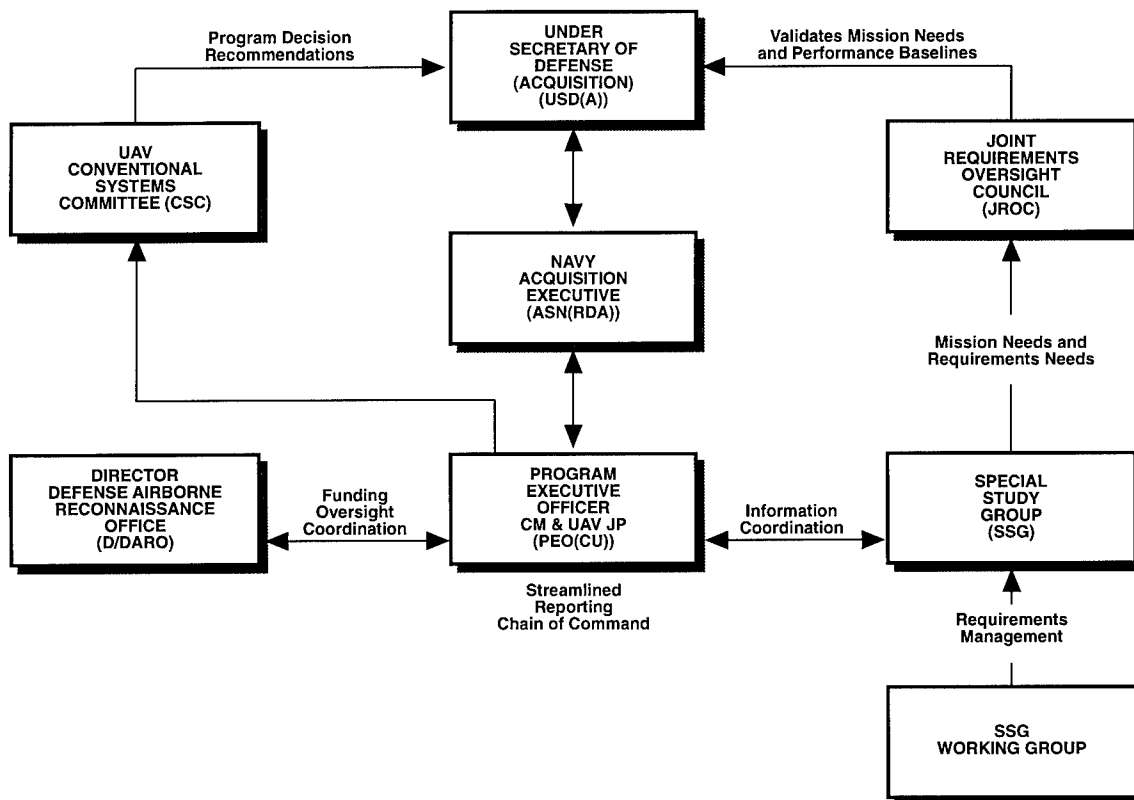 Program Decision
Recommendations
UNDER
SECRETARY OF
DEFENSE
(ACQUISITION)
(USD(A))
Validates Mission Needs
and Performance Baselines
UAV
CONVENTIONAL
SYSTEMS
COMMITTEE (CSC)
JOINT
REQUIREMENTS
OVERSIGHT
COUNCIL
(JROC)
NAVY
ACQUISITION
EXECUTIVE
(ASN(RDA))
Mission Needs and
Requirements Needs
DIRECTOR
DEFENSE AIRBORNE
RECONNAISSANCE
OFFICE
(D/DARO)
Funding
Oversight
Coordination
PROGRAM
EXECUTIVE
OFFICER
CM & UAV JP
(PEO(CU))
Information
Coordination
SPECIAL
STUDY
GROUP
(SSG)
Streamlined
Reporting
Chain of Command
Requirements
Management
SSG
WORKING GROUP